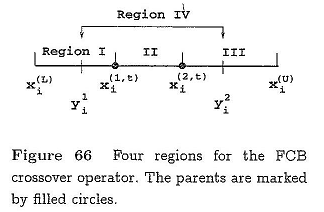 Region IV
Region I II III
x_i^(L) x_i^(1,t) x_i^(2,t) x_i^(U)
y_i^1 y_i^2
Figure 66 Four regions for the FCB
crossover operator. The parents are marked
by filled circles.